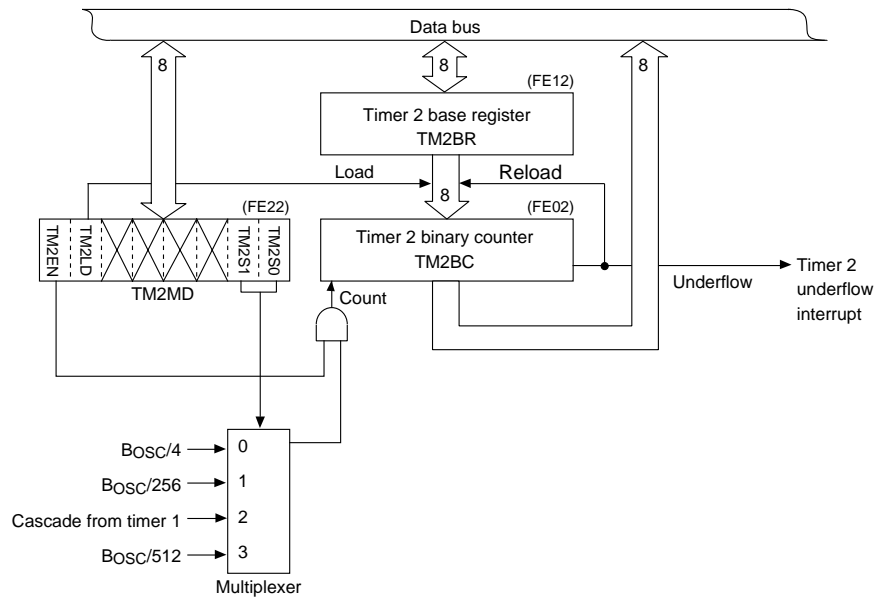 Data bus
8
8
8
(FE12)
Timer 2 base register
TM2BR
Load
Reload
8
(FE22)
(FE02)
TM2EN
TM2LD
TM2S1
TM2S0
Timer 2 binary counter
TM2BC
TM2MD
Count
Underflow
Timer 2
underflow
interrupt
BOSC/4
0
BOSC/256
1
Cascade from timer 1
2
BOSC/512
3
Multiplexer